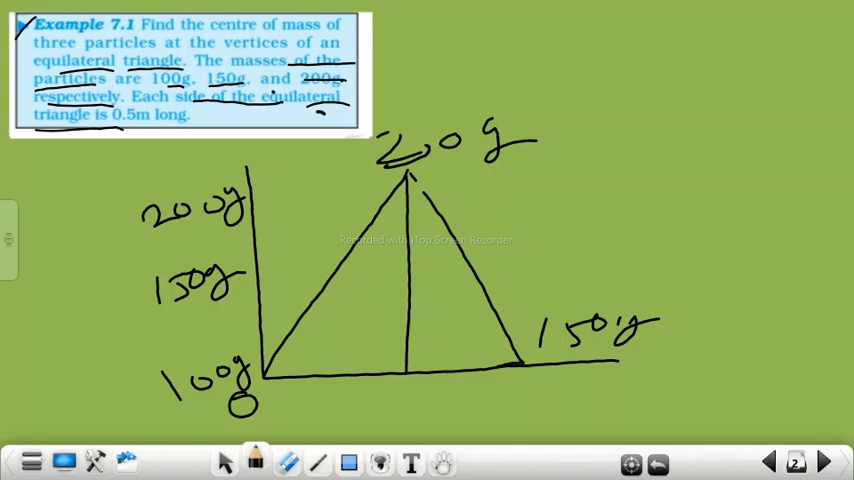 Example 7.1 Find the centre of mass of
three particles at the vertices of an
equilateral triangle. The masses of the
particles are 100g, 150g, and 200g
respectively. Each side of the equilateral
triangle is 0.5m long.
200g
200g
Recorded with iTop Screen Recorder
150g
150g
100g
O
T
2